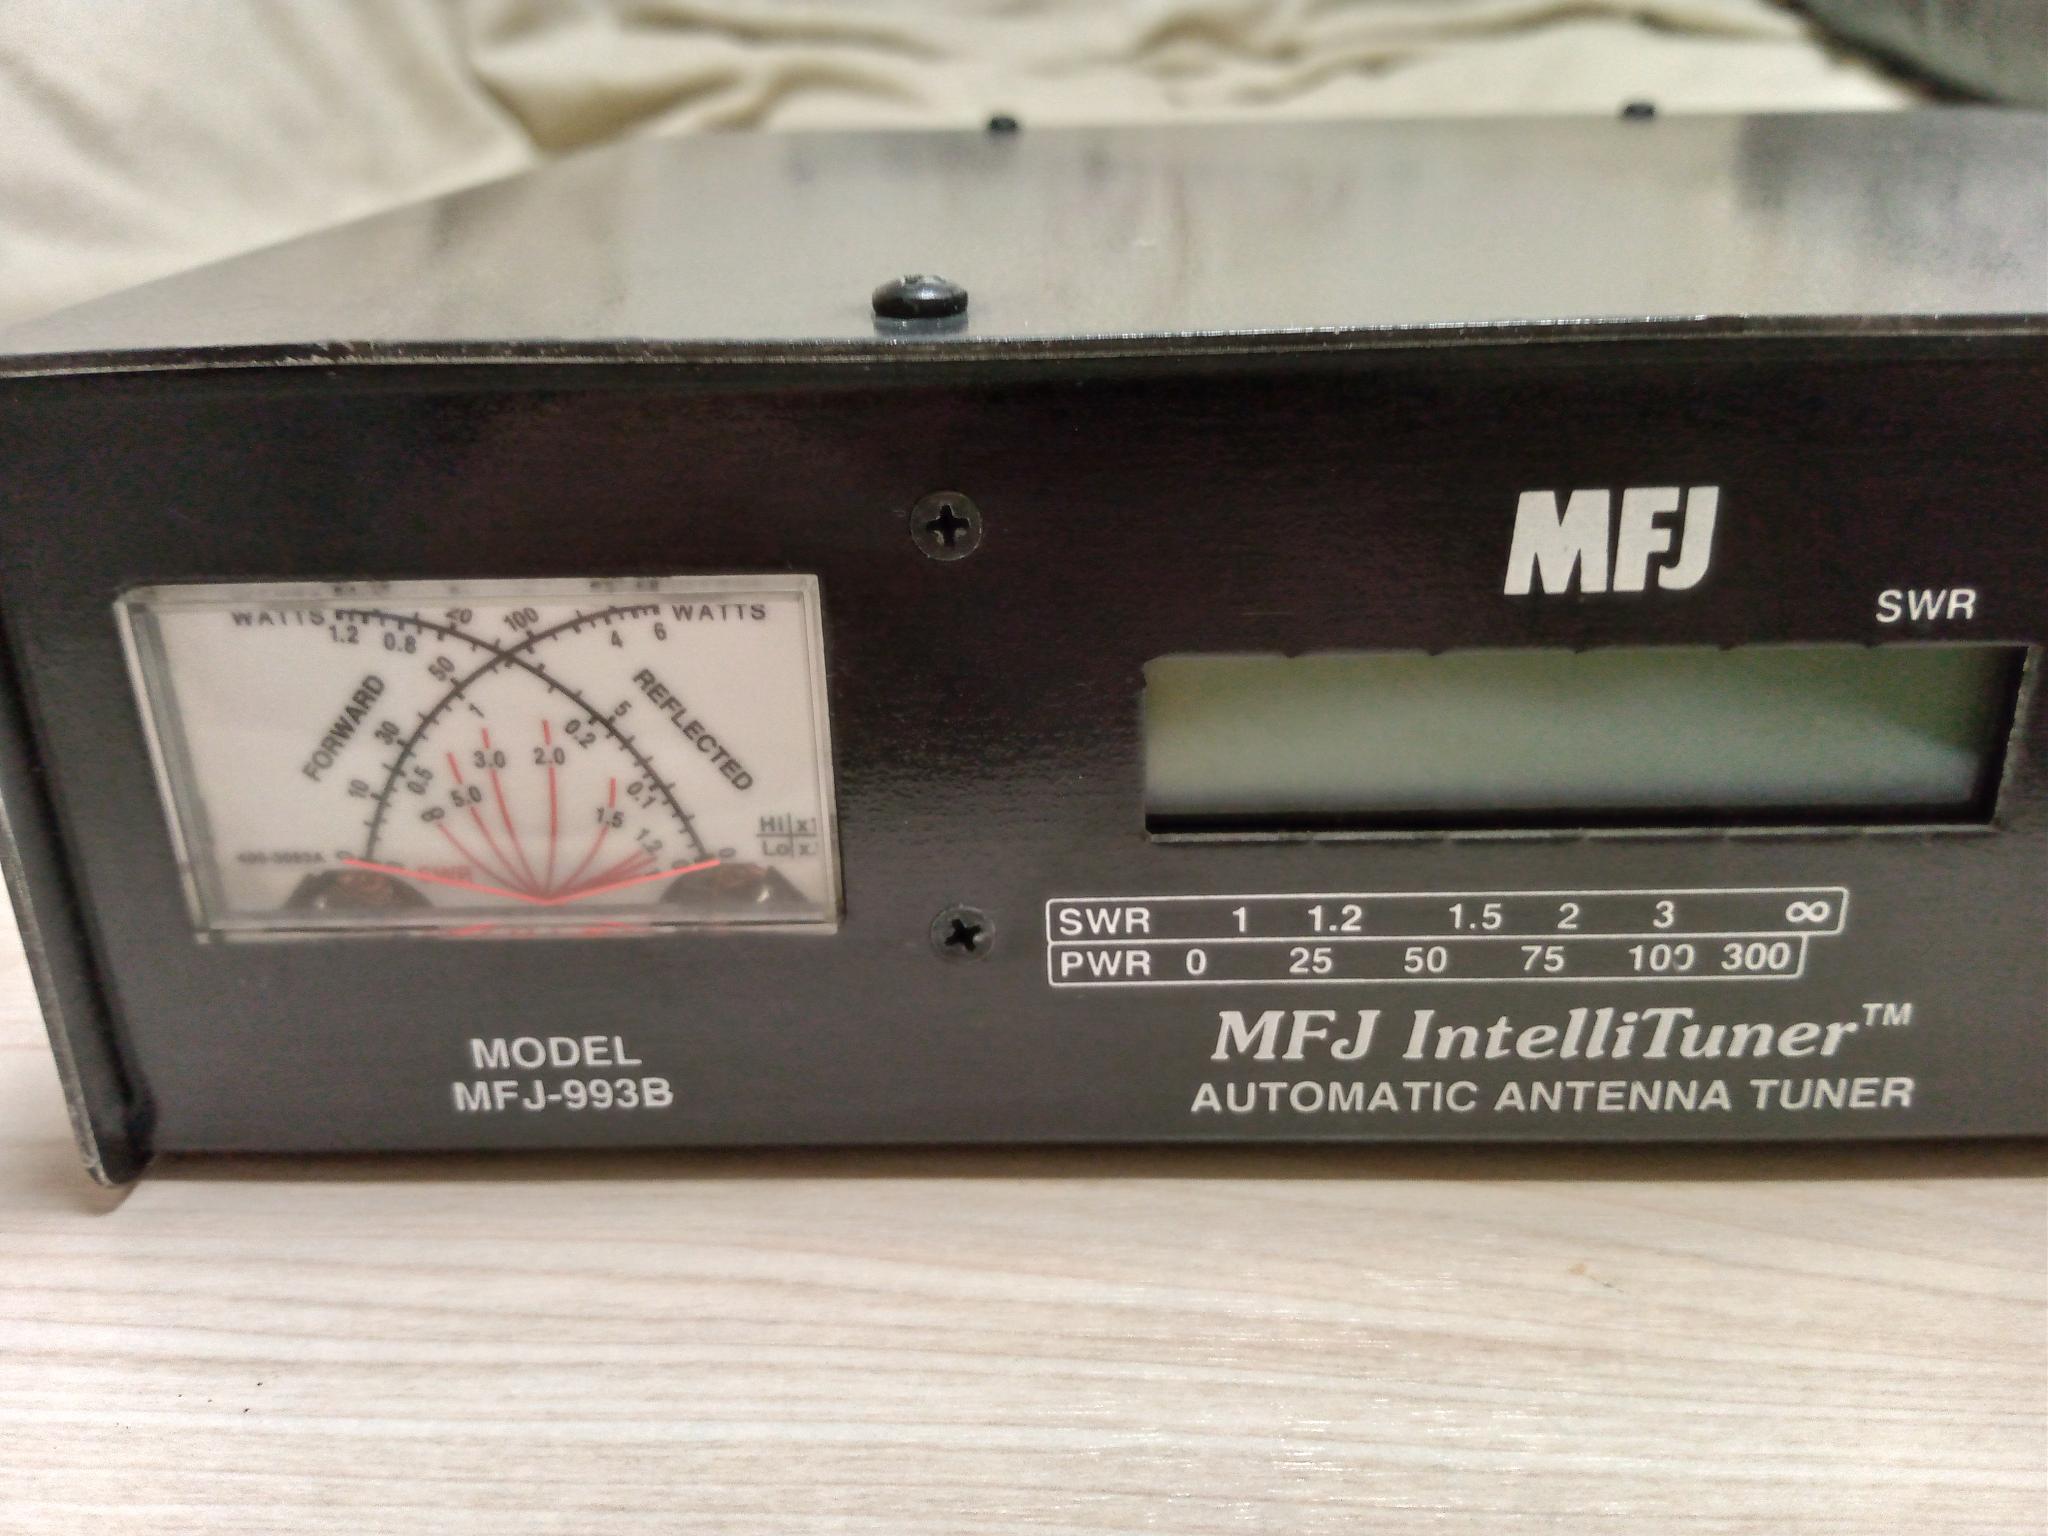 MFJ
SWR
WATTS 1.2 0.8 20 100 4 6 WATTS
FORWARD
REFLECTED
50
30
10
1
0.5
5
0.2
0.1
0
0
∞ 5.0 3.0 2.0 1.5 1.2
SWR
Hi
Lo
SWR 1 1.2 1.5 2 3 ∞
PWR 0 25 50 75 100 300
MFJ IntelliTuner™
AUTOMATIC ANTENNA TUNER
MODEL
MFJ-993B